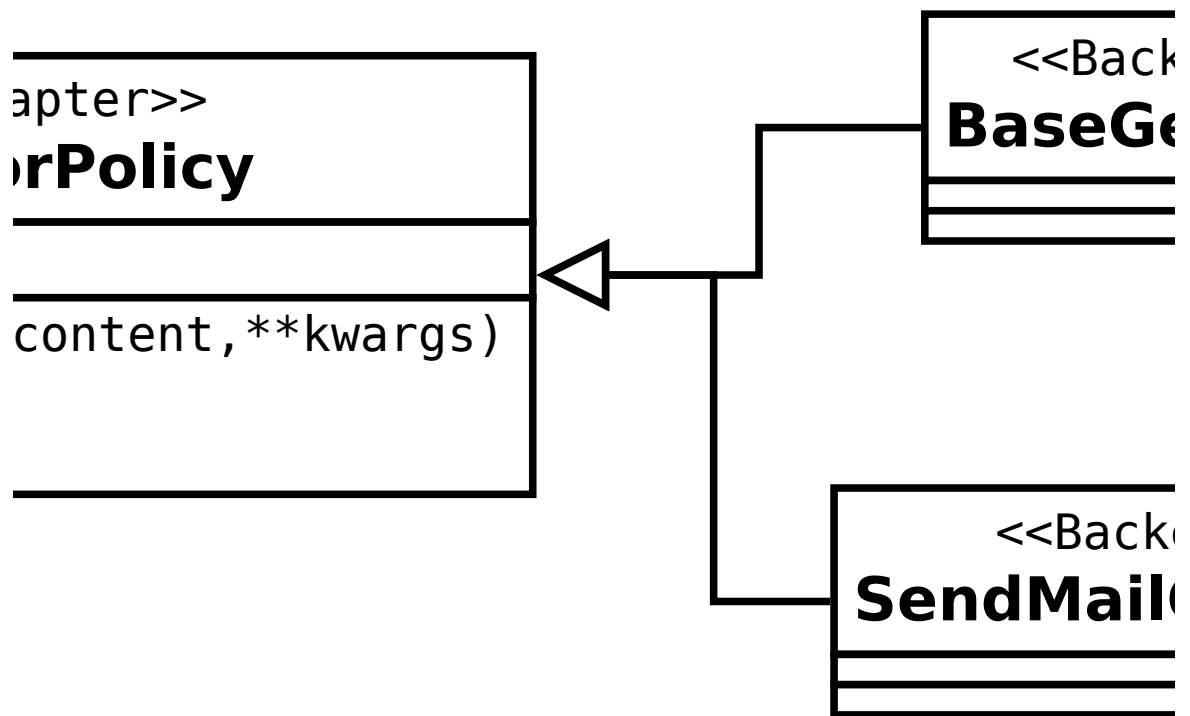 apter>>
orPolicy
content,**kwargs)
<<Back
BaseGe
<<Back
SendMail